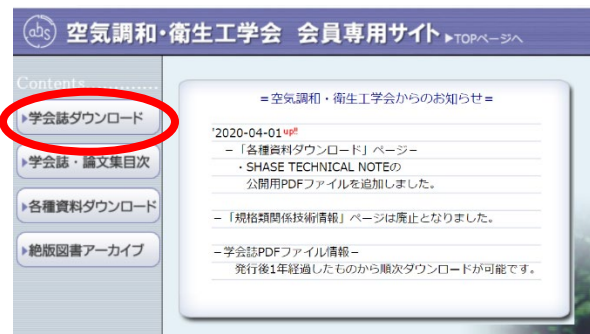 abs 空気調和・衛生工学会 会員専用サイト ▶TOPページへ
Contents.............
▶学会誌ダウンロード
▶学会誌・論文集目次
▶各種資料ダウンロード
▶絶版図書アーカイブ
=空気調和・衛生工学会からのお知らせ=
'2020-04-01up!!
－「各種資料ダウンロード」ページ－
・SHASE TECHNICAL NOTEの
公開用PDFファイルを追加しました。
－「規格類関係技術情報」ページは廃止となりました。
－学会誌PDFファイル情報－
発行後1年経過したものから順次ダウンロードが可能です。